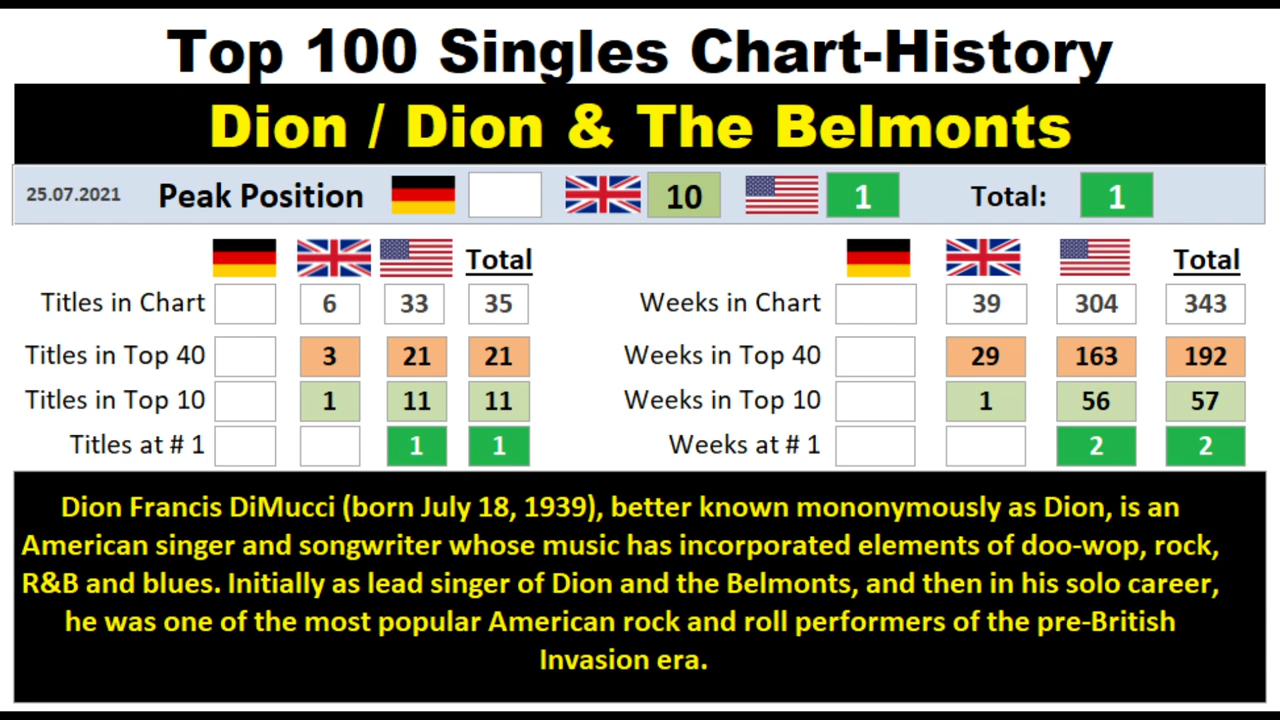 Top 100 Singles Chart-History
Dion / Dion & The Belmonts
25.07.2021 Peak Position 10 1 Total: 1
Total Total
Titles in Chart 6 33 35 Weeks in Chart 39 304 343
Titles in Top 40 3 21 21 Weeks in Top 40 29 163 192
Titles in Top 10 1 11 11 Weeks in Top 10 1 56 57
Titles at # 1 1 1 Weeks at # 1 2 2
Dion Francis DiMucci (born July 18, 1939), better known mononymously as Dion, is an
American singer and songwriter whose music has incorporated elements of doo-wop, rock,
R&B and blues. Initially as lead singer of Dion and the Belmonts, and then in his solo career,
he was one of the most popular American rock and roll performers of the pre-British
Invasion era.